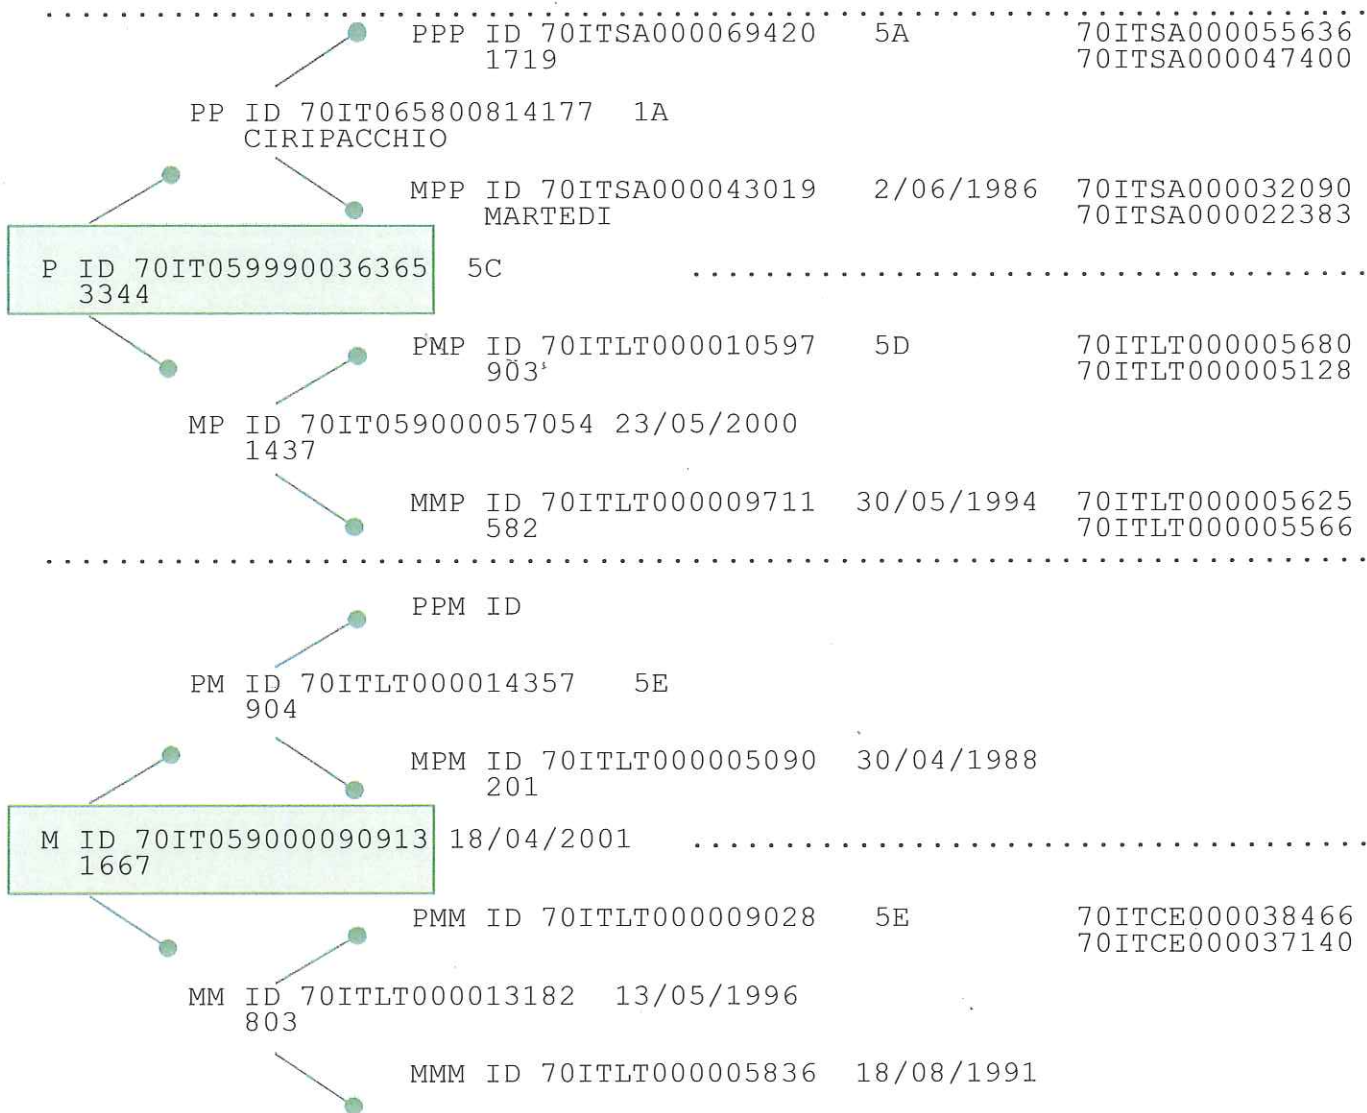 PPP ID 70ITSA000069420 5A 70ITSA000055636
1719 70ITSA000047400
PP ID 70IT065800814177 1A
CIRIPACCHIO
MPP ID 70ITSA000043019 2/06/1986 70ITSA000032090
MARTEDI 70ITSA000022383
P ID 70IT059990036365 5C
3344
PMP ID 70ITLT000010597 5D 70ITLT000005680
903 70ITLT000005128
MP ID 70IT059000057054 23/05/2000
1437
MMP ID 70ITLT000009711 30/05/1994 70ITLT000005625
582 70ITLT000005566
PPM ID
PM ID 70ITLT000014357 5E
904
MPM ID 70ITLT000005090 30/04/1988
201
M ID 70IT059000090913 18/04/2001
1667
PMM ID 70ITLT000009028 5E 70ITCE000038466
70ITCE000037140
MM ID 70ITLT000013182 13/05/1996
803
MMM ID 70ITLT000005836 18/08/1991